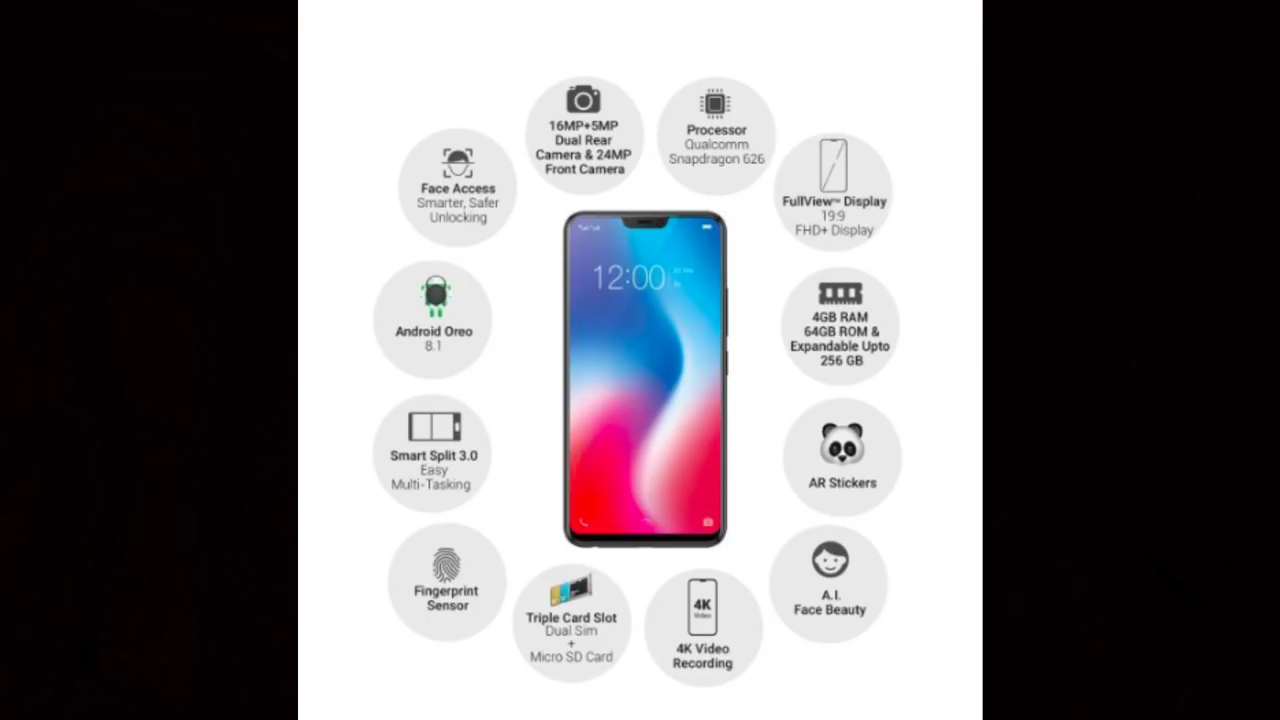 16MP+5MP
Dual Rear
Camera & 24MP
Front Camera
Processor
Qualcomm
Snapdragon 626
Face Access
Smarter, Safer
Unlocking
FullView™ Display
19:9
FHD+ Display
12:00
Android Oreo
8.1
4GB RAM
64GB ROM &
Expandable Upto
256 GB
Smart Split 3.0
Easy
Multi-Tasking
AR Stickers
Fingerprint
Sensor
Triple Card Slot
Dual Sim
+
Micro SD Card
4K
Video
4K Video
Recording
A.I.
Face Beauty